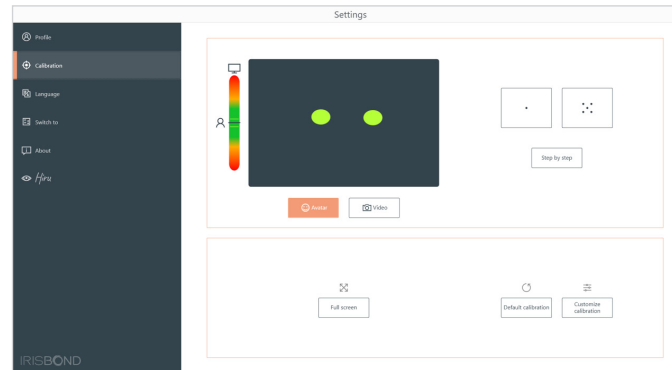 Settings
Profile
Calibration
Language
Switch to
About
Hiru
IRISBOND
Avatar
Video
Step by step
Full screen
Default calibration
Customize
calibration